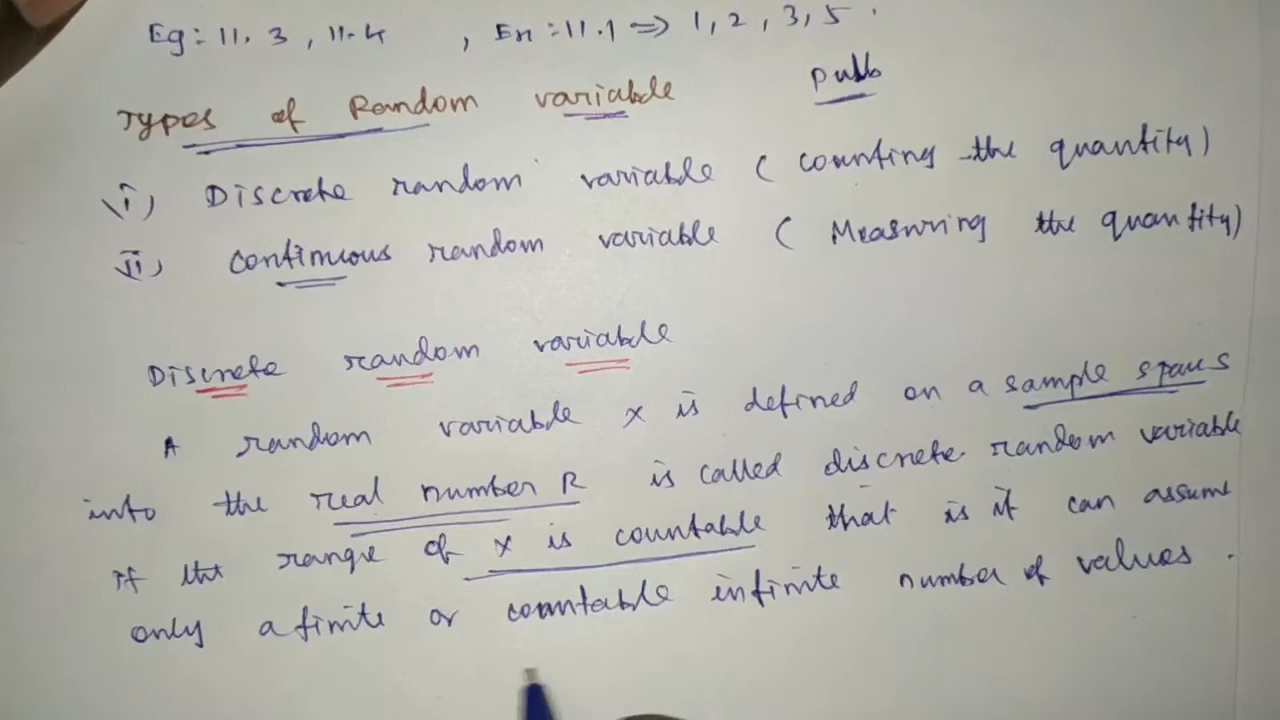 Eg: 11.3, 11.4, Ex: 11.1 => 1, 2, 3, 5.
Types of Random variable
(i) Discrete random variable (counting the quantity)
(ii) continuous random variable (Measuring the quantity)
Discrete random variable
A random variable X is defined on a sample spaces
into the real number R is called discrete random variable
if the range of X is countable that is it can assume
only a finite or countable infinite number of values.